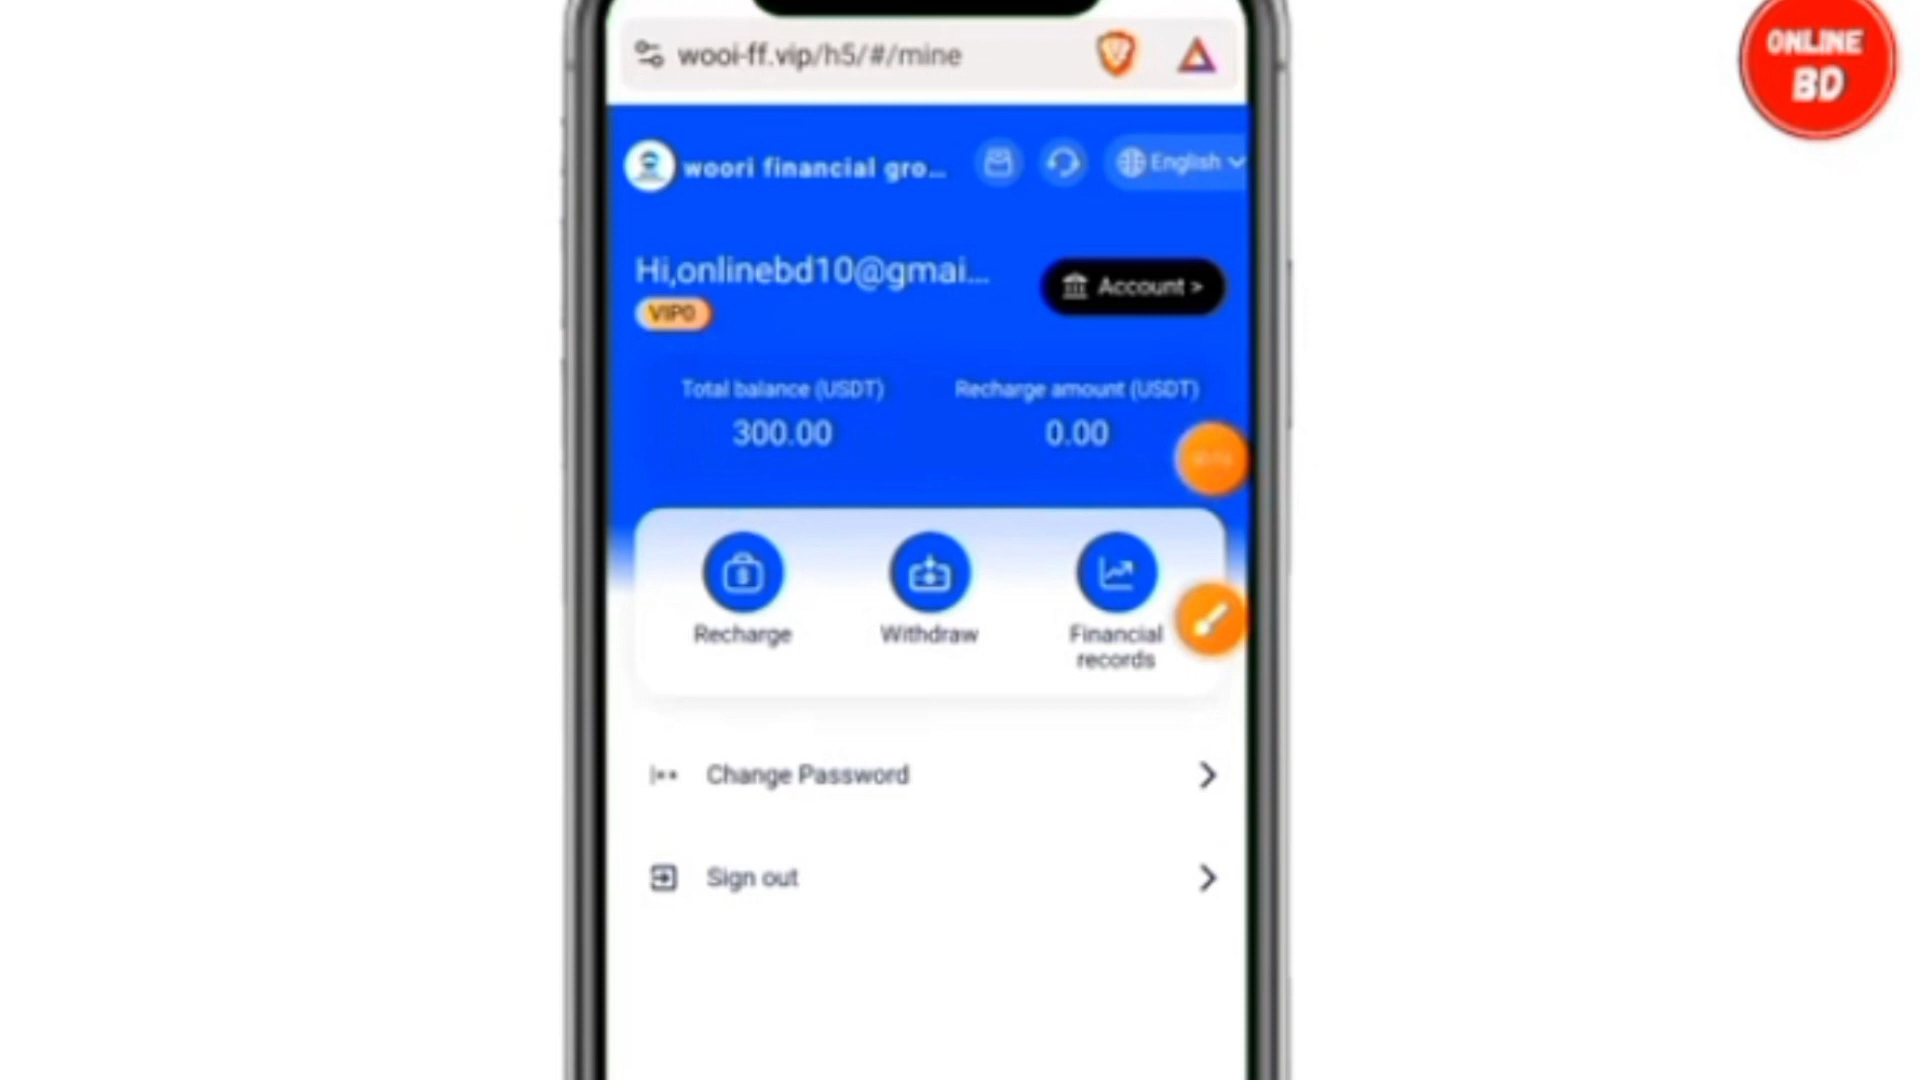 wooi-ff.vip/h5/#/mine
ONLINE
BD
woori financial gro...
English
Hi,onlinebd10@gmai...
Account >
VIP0
Total balance (USDT)
Recharge amount (USDT)
300.00
0.00
Recharge
Withdraw
Financial
records
Change Password
Sign out